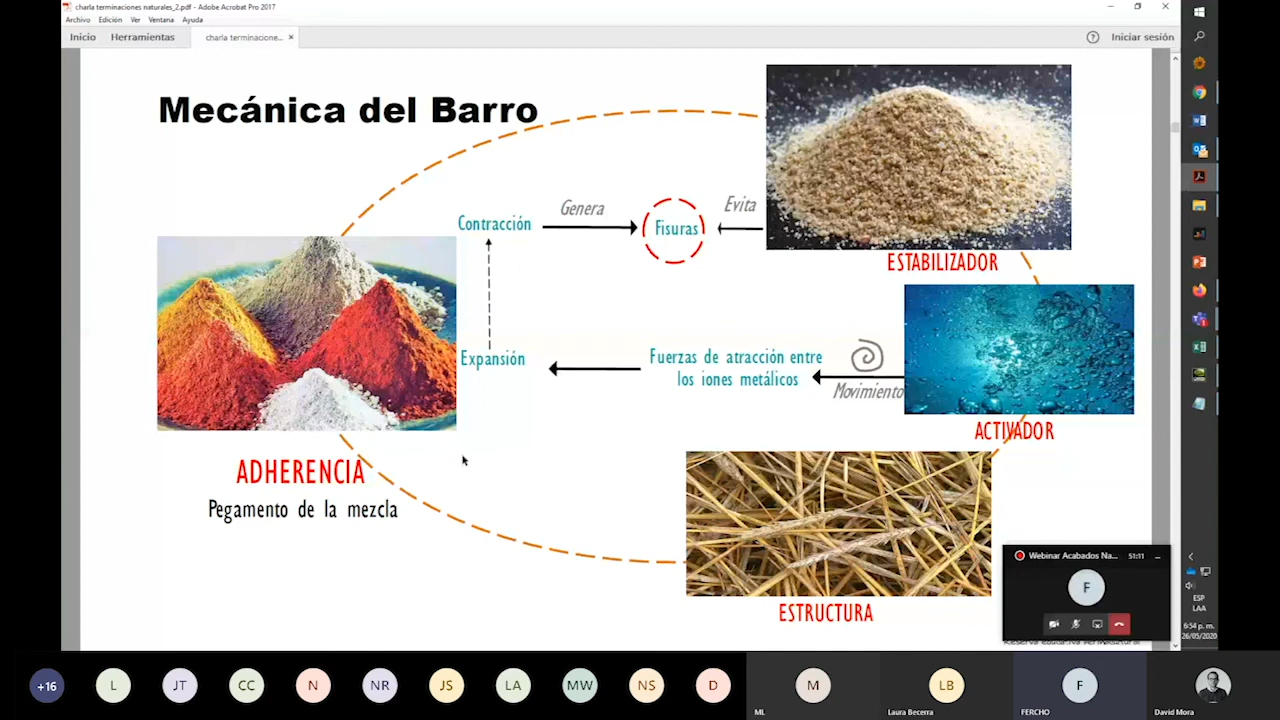 charla terminaciones naturales_2.pdf - Adobe Acrobat Pro 2017
Archivo Edición Ver Ventana Ayuda
Inicio Herramientas charla terminacione... × Iniciar sesión
Mecánica del Barro
Contracción
Genera
Fisuras
Evita
ESTABILIZADOR
Expansión
Fuerzas de atracción entre
los iones metálicos
Movimiento
ACTIVADOR
ADHERENCIA
Pegamento de la mezcla
ESTRUCTURA
Webinar Acabados Na... 51:11
F
ESP
LAA
6:54 p. m.
26/05/2020
+16 L JT CC N NR JS LA MW NS D M LB F
ML Laura Becerra FERCHO David Mora